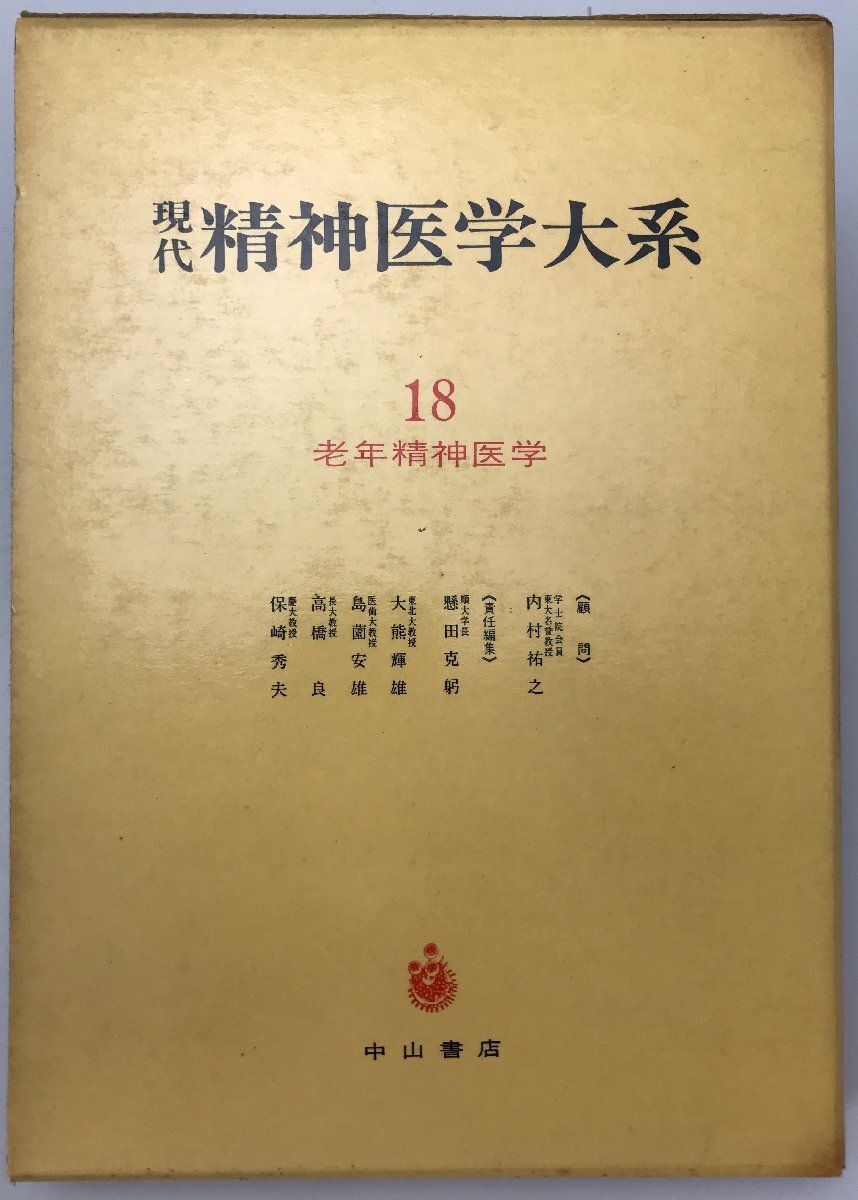 現代 精神医学大系
18
老年精神医学
《顧問》
学士院会員
東大名誉教授
内村祐之
《責任編集》
順大学長
懸田克躬
東北大教授
大熊輝雄
医歯大教授
島薗安雄
長大教授
高橋良
慶大教授
保崎秀夫
中山書店